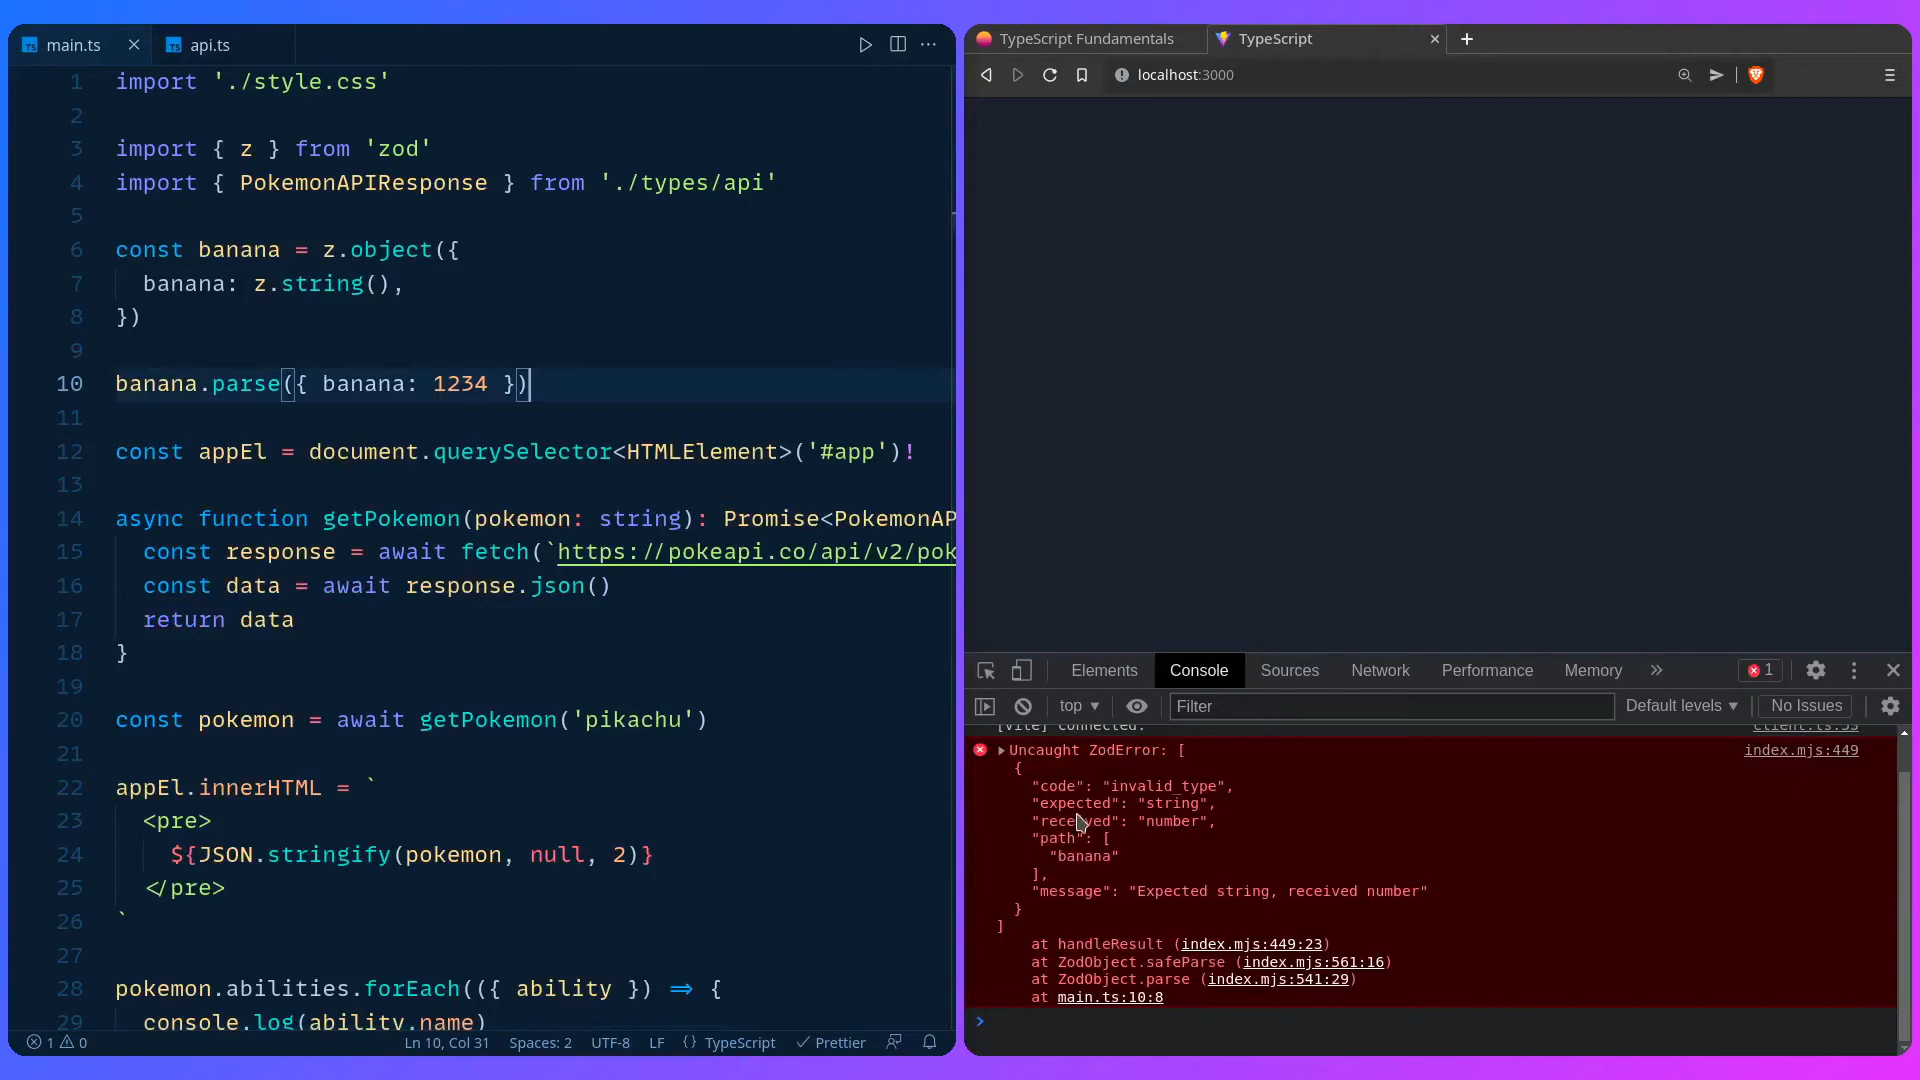 main.ts
api.ts
1 import './style.css'
2
3 import { z } from 'zod'
4 import { PokemonAPIResponse } from './types/api'
5
6 const banana = z.object({
7 banana: z.string(),
8 })
9
10 banana.parse({ banana: 1234 })
11
12 const appEl = document.querySelector<HTMLElement>('#app')!
13
14 async function getPokemon(pokemon: string): Promise<PokemonAP
15 const response = await fetch(`https://pokeapi.co/api/v2/pok
16 const data = await response.json()
17 return data
18 }
19
20 const pokemon = await getPokemon('pikachu')
21
22 appEl.innerHTML = `
23 <pre>
24 ${JSON.stringify(pokemon, null, 2)}
25 </pre>
26 `
27
28 pokemon.abilities.forEach(({ ability }) ⇒ {
29 console.log(ability.name)
1 0
Ln 10, Col 31
Spaces: 2
UTF-8
LF
{} TypeScript
Prettier
TypeScript Fundamentals
TypeScript
localhost:3000
Elements
Console
Sources
Network
Performance
Memory
1
top
Filter
Default levels
No Issues
[vite] connected. client.ts:53
Uncaught ZodError: [ index.mjs:449
{
"code": "invalid_type",
"expected": "string",
"received": "number",
"path": [
"banana"
],
"message": "Expected string, received number"
}
]
at handleResult (index.mjs:449:23)
at ZodObject.safeParse (index.mjs:561:16)
at ZodObject.parse (index.mjs:541:29)
at main.ts:10:8